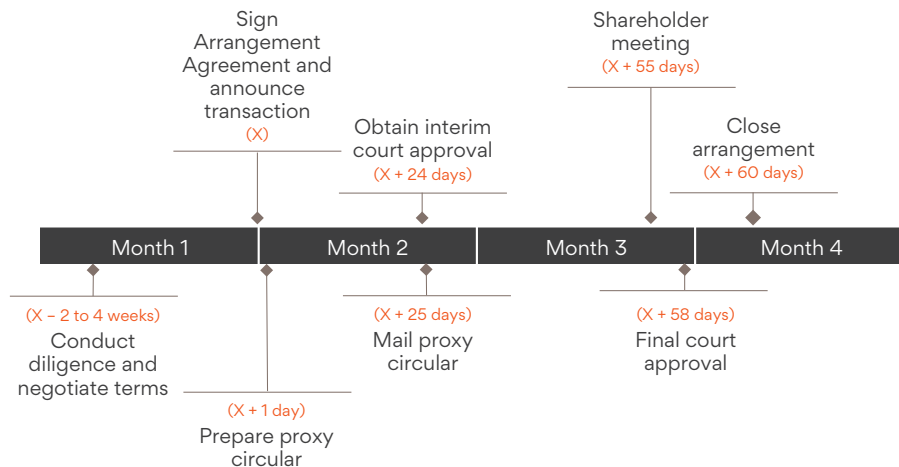 Sign
Arrangement
Agreement and
announce
transaction
(X)
Obtain interim
court approval
(X + 24 days)
Shareholder
meeting
(X + 55 days)
Close
arrangement
(X + 60 days)
Month 1
Month 2
Month 3
Month 4
(X – 2 to 4 weeks)
Conduct
diligence and
negotiate terms
(X + 1 day)
Prepare proxy
circular
(X + 25 days)
Mail proxy
circular
(X + 58 days)
Final court
approval